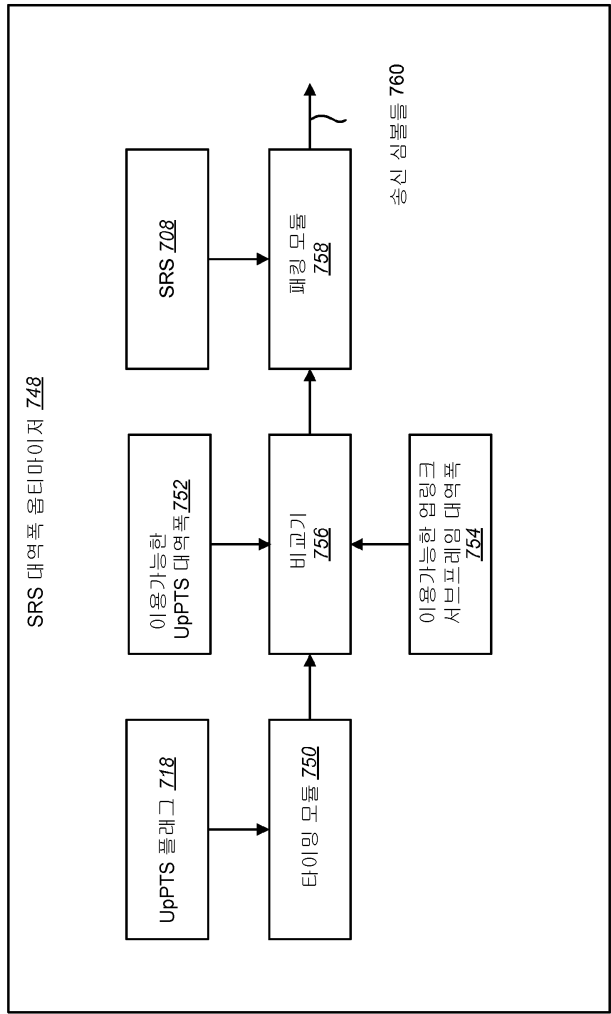 SRS 대역폭 옵티마이저 748
UpPTS 플래그 718
이용가능한
UpPTS 대역폭752
SRS 708
타이밍 모듈 750
비교기
756
패킹 모듈
758
송신 심볼들 760
이용가능한 업링크
서브프레임 대역폭
754